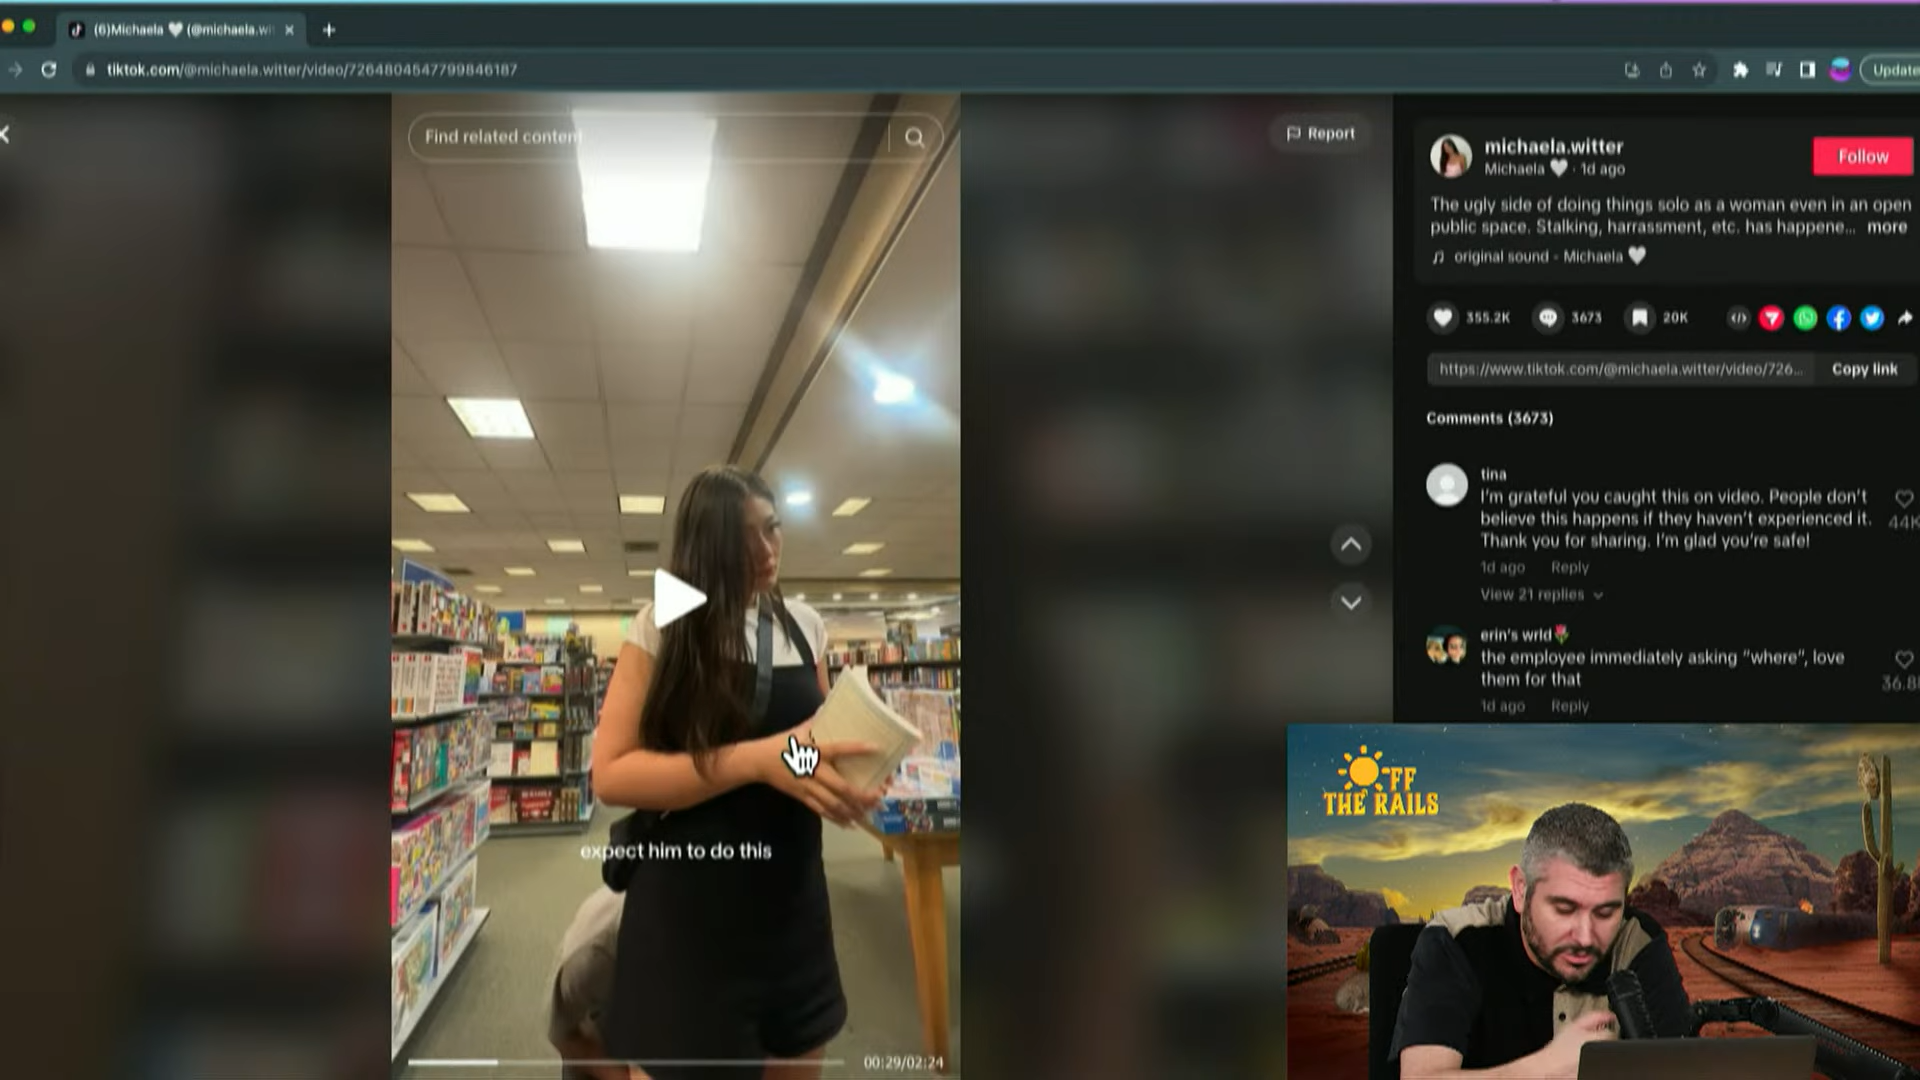 (6)Michaela 🤍 (@michaela.wi
tiktok.com/@michaela.witter/video/7264804547799846187
Update
Find related content
Report
michaela.witter
Michaela 🤍 · 1d ago
Follow
The ugly side of doing things solo as a woman even in an open
public space. Stalking, harrassment, etc. has happene... more
original sound - Michaela 🤍
355.2K
3673
20K
https://www.tiktok.com/@michaela.witter/video/726...
Copy link
Comments (3673)
tina
I'm grateful you caught this on video. People don't
believe this happens if they haven't experienced it.
Thank you for sharing. I'm glad you're safe!
44K
1d ago
Reply
View 21 replies
erin's wrld🌷
the employee immediately asking "where", love
them for that
36.8
1d ago
Reply
expect him to do this
00:29/02:24
OFF
THE RAILS